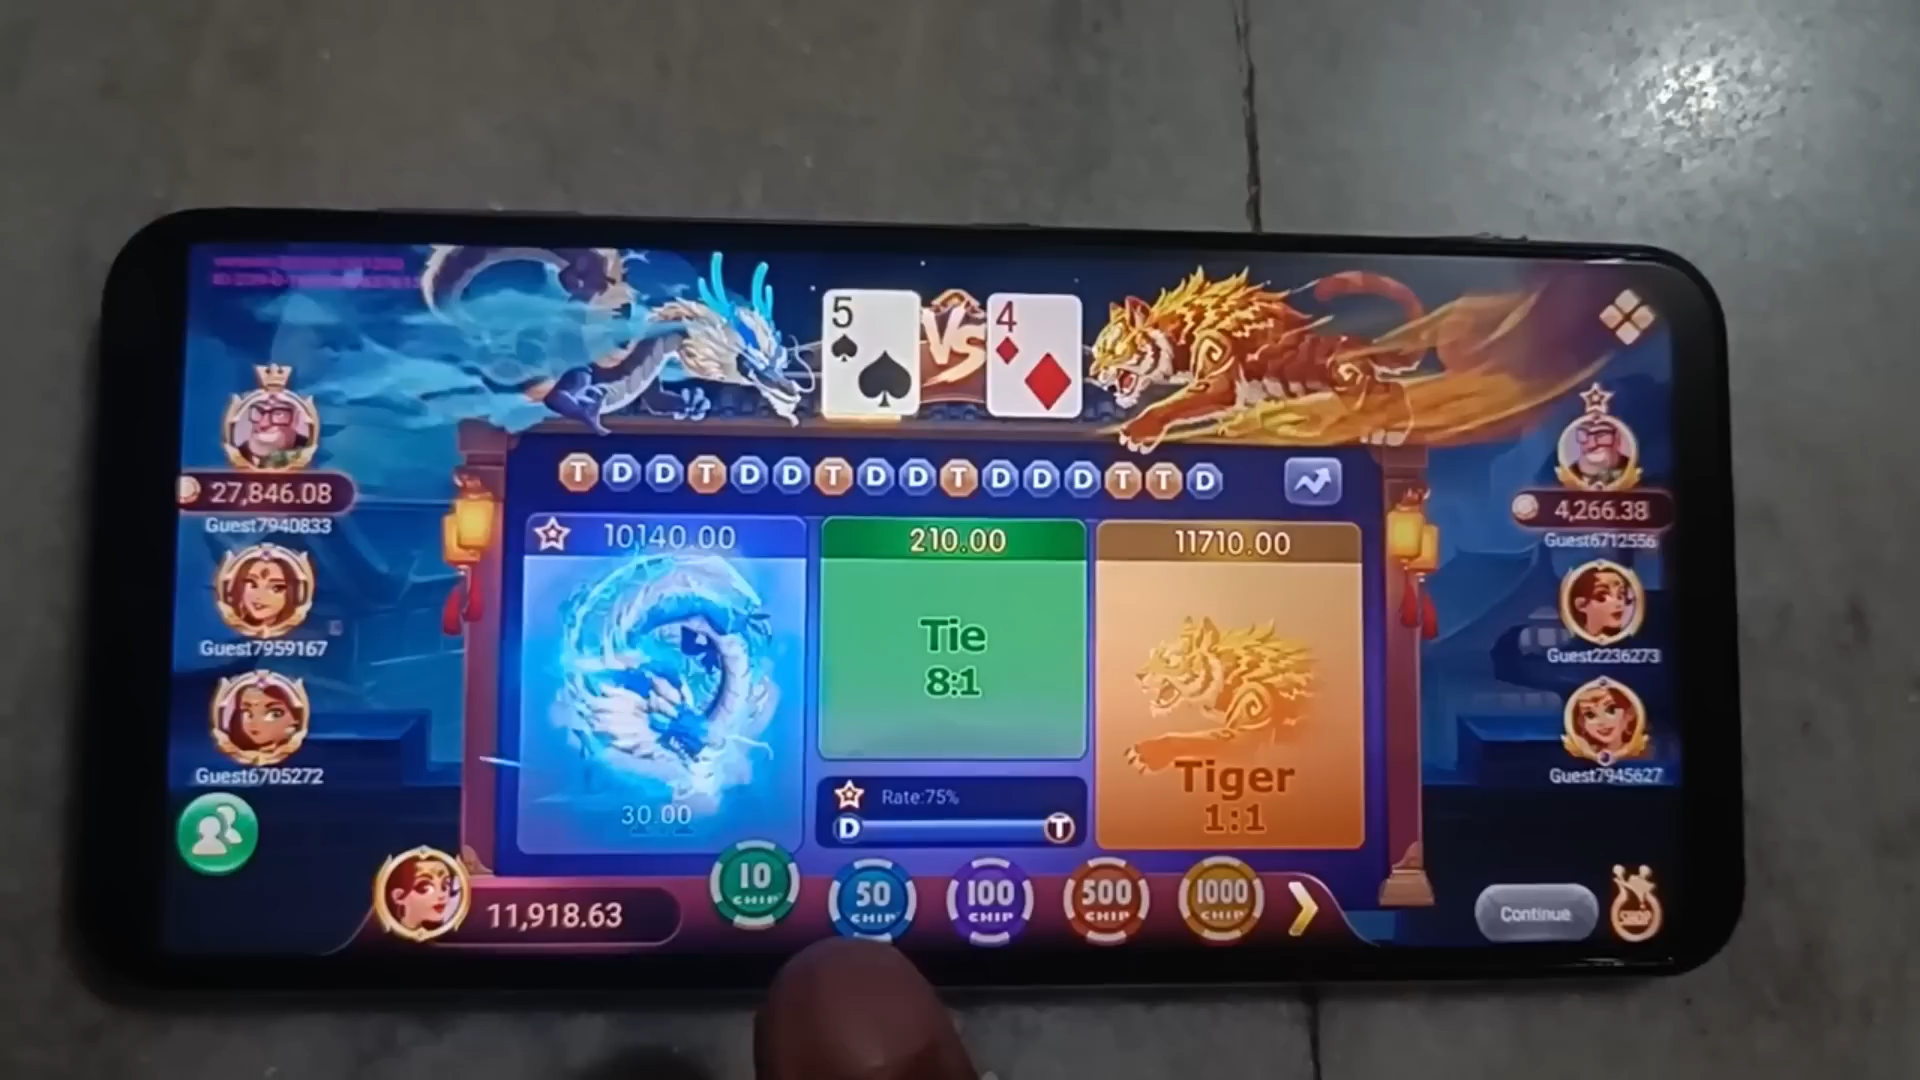 5
VS
4
T D D T D D T D D T D D D T T D
27,846.08
Guest7940833
4,266.38
Guest6712556
10140.00
210.00
11710.00
Tie
8:1
Guest7959167
Guest2236273
Guest6705272
Guest7945627
Tiger
1:1
Rate:75%
D T
30.00
11,918.63
10
CHIP
50
CHIP
100
CHIP
500
CHIP
1000
CHIP
Continue
SHOP